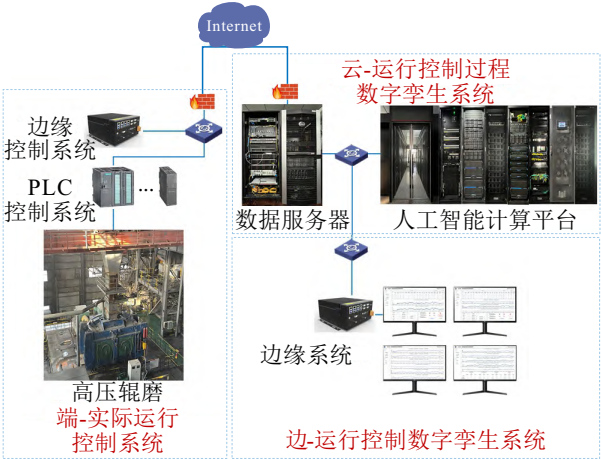 Internet
云-运行控制过程
数字孪生系统
边缘
控制系统
PLC
控制系统
...
数据服务器
人工智能计算平台
高压辊磨
端-实际运行
控制系统
边缘系统
边-运行控制数字孪生系统